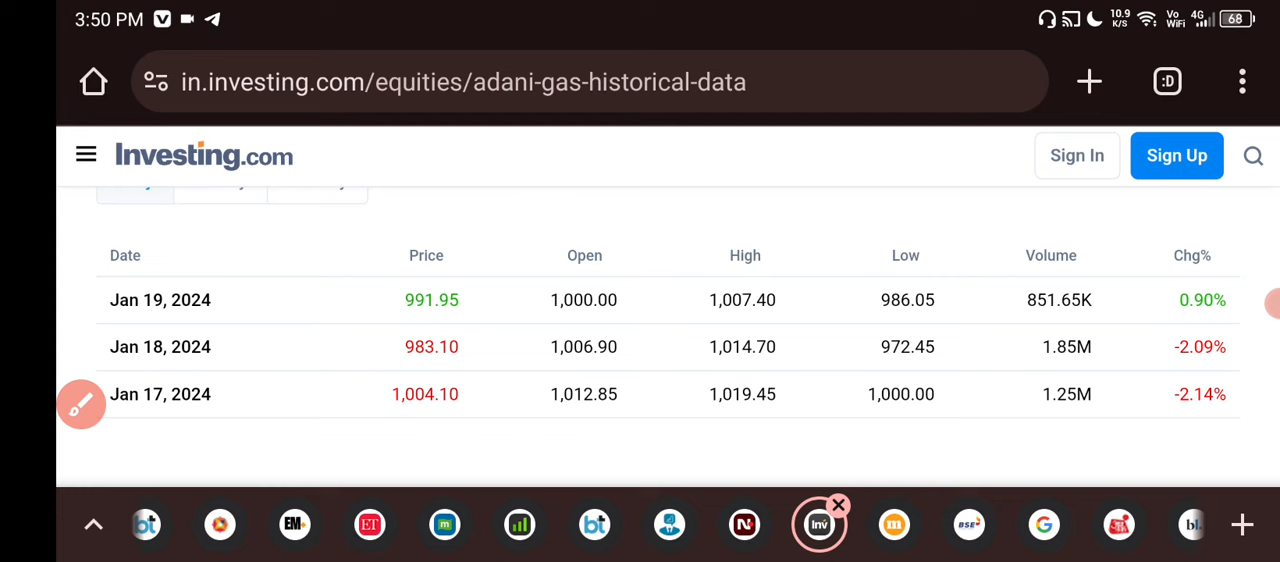 3:50 PM 10.9 K/S Vo WiFi 4G 68
in.investing.com/equities/adani-gas-historical-data :D
Investing.com Sign In Sign Up
Date Price Open High Low Volume Chg%
Jan 19, 2024 991.95 1,000.00 1,007.40 986.05 851.65K 0.90%
Jan 18, 2024 983.10 1,006.90 1,014.70 972.45 1.85M -2.09%
Jan 17, 2024 1,004.10 1,012.85 1,019.45 1,000.00 1.25M -2.14%
bt EM+ ET m bt N Inv m BSE G bl.